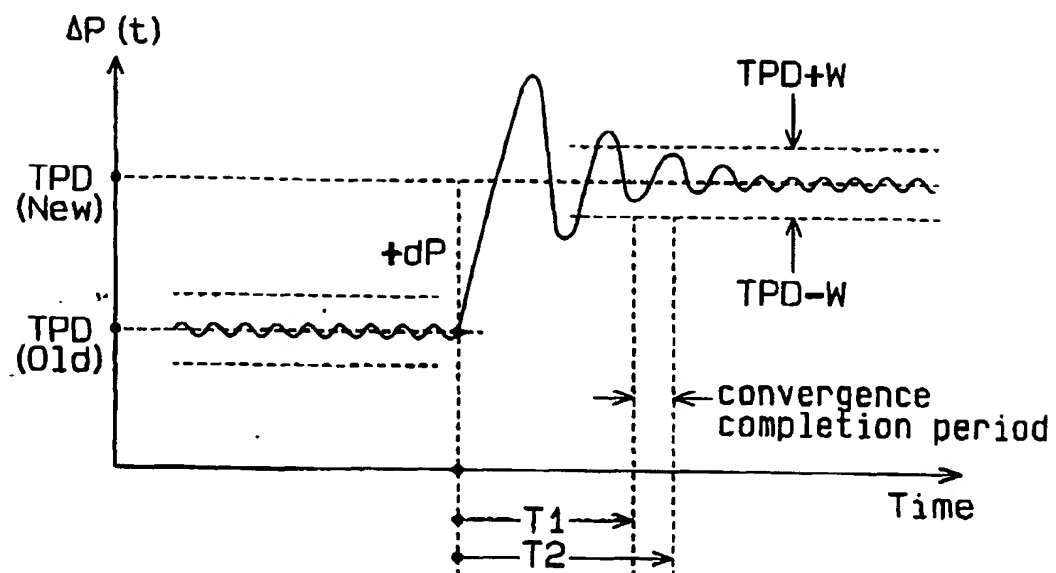 ΔP (t)
TPD+W
TPD
(New)
+dP
TPD-W
TPD
(Old)
convergence
completion period
Time
T1
T2